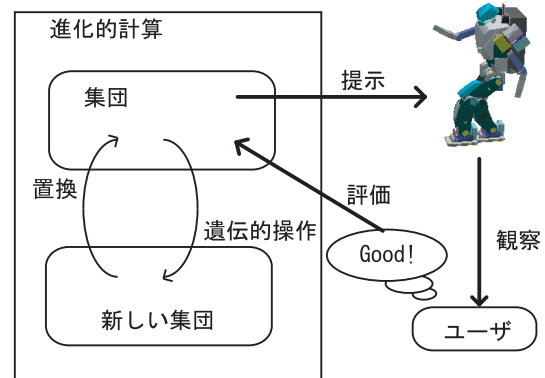 進化的計算
集団
提示
置換
遺伝的操作
評価
Good!
観察
新しい集団
ユーザ